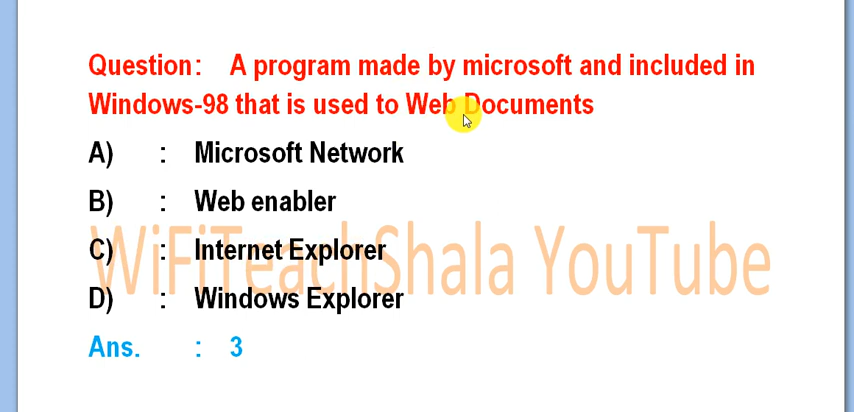 Question: A program made by microsoft and included in
Windows-98 that is used to Web Documents
A) : Microsoft Network
B) : Web enabler
C) : Internet Explorer
D) : Windows Explorer
WiFiTeachShala YouTube
Ans. : 3